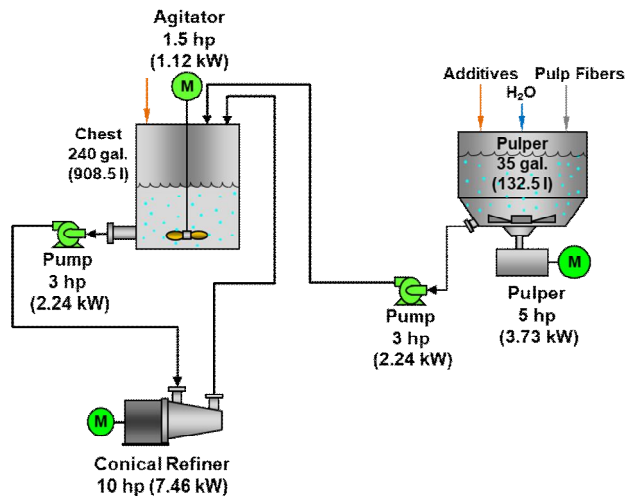 Agitator
1.5 hp
(1.12 kW)
M
Additives Pulp Fibers
H₂O
Chest
240 gal.
(908.5 l)
Pulper
35 gal.
(132.5 l)
Pump
3 hp
(2.24 kW)
M
Pulper
5 hp
(3.73 kW)
Pump
3 hp
(2.24 kW)
M
Conical Refiner
10 hp (7.46 kW)